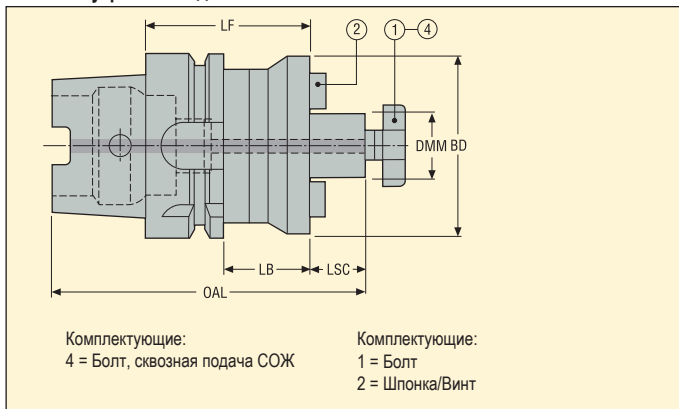 LF
2
1
4
DMM BD
LB
LSC
OAL
Комплектующие:
4 = Болт, сквозная подача СОЖ
Комплектующие:
1 = Болт
2 = Шпонка/Винт